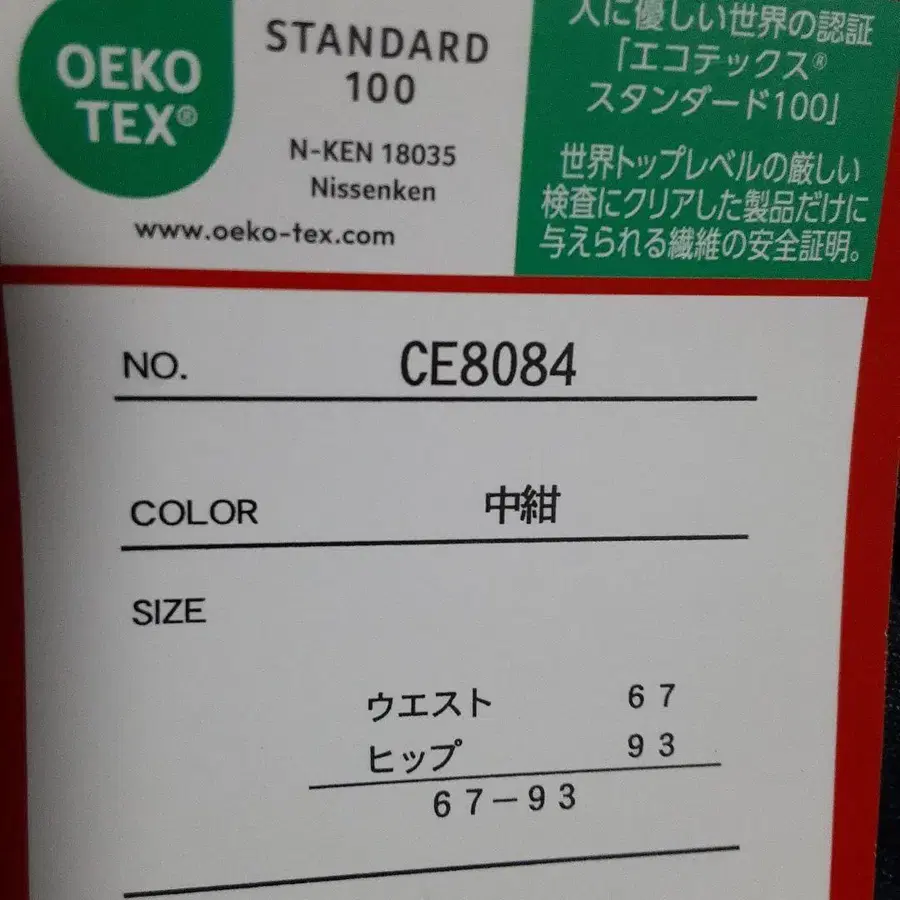 OEKO
TEX®
STANDARD
100
N-KEN 18035
Nissenken
www.oeko-tex.com
人に優しい世界の認証
「エコテックス®
スタンダード100」
世界トップレベルの厳しい
検査にクリアした製品だけに
与えられる繊維の安全証明。
NO. CE8084
COLOR 中紺
SIZE
ウエスト 67
ヒップ 93
67-93